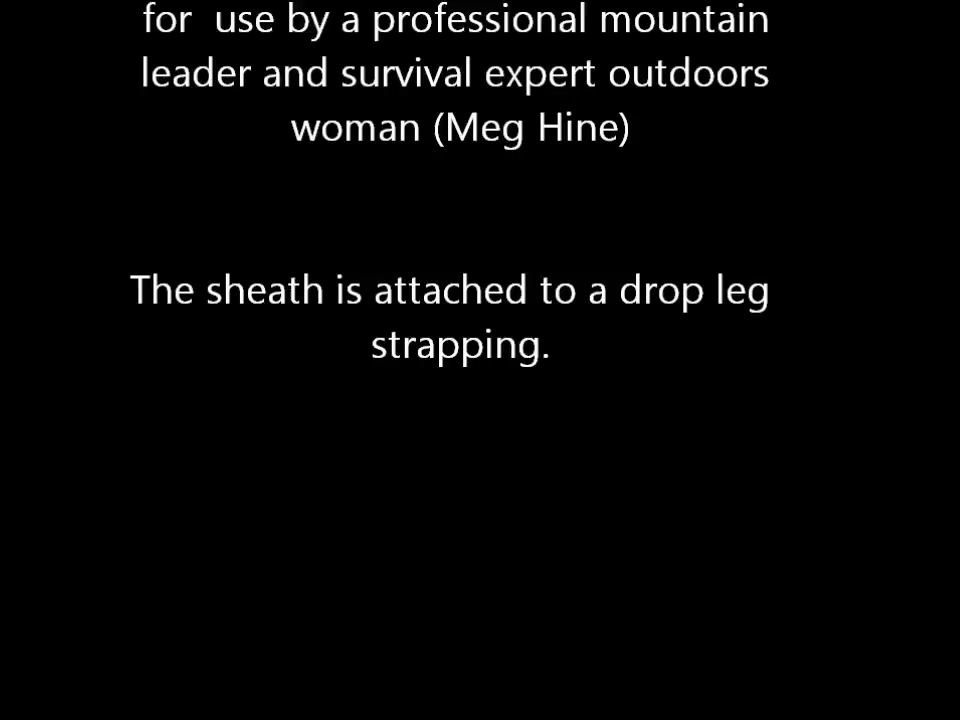 for  use by a professional mountain
leader and survival expert outdoors
woman (Meg Hine)
The sheath is attached to a drop leg
strapping.